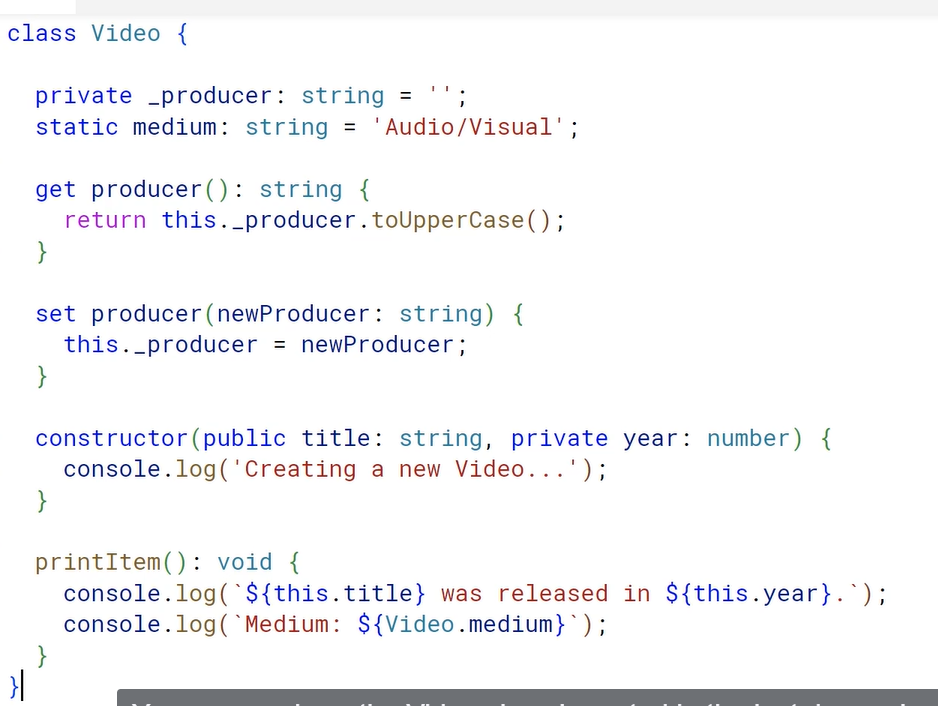 class Video {
private _producer: string = '';
static medium: string = 'Audio/Visual';
get producer(): string {
return this._producer.toUpperCase();
}
set producer(newProducer: string) {
this._producer = newProducer;
}
constructor(public title: string, private year: number) {
console.log('Creating a new Video...');
}
printItem(): void {
console.log(`${this.title} was released in ${this.year}.`);
console.log(`Medium: ${Video.medium}`);
}
}